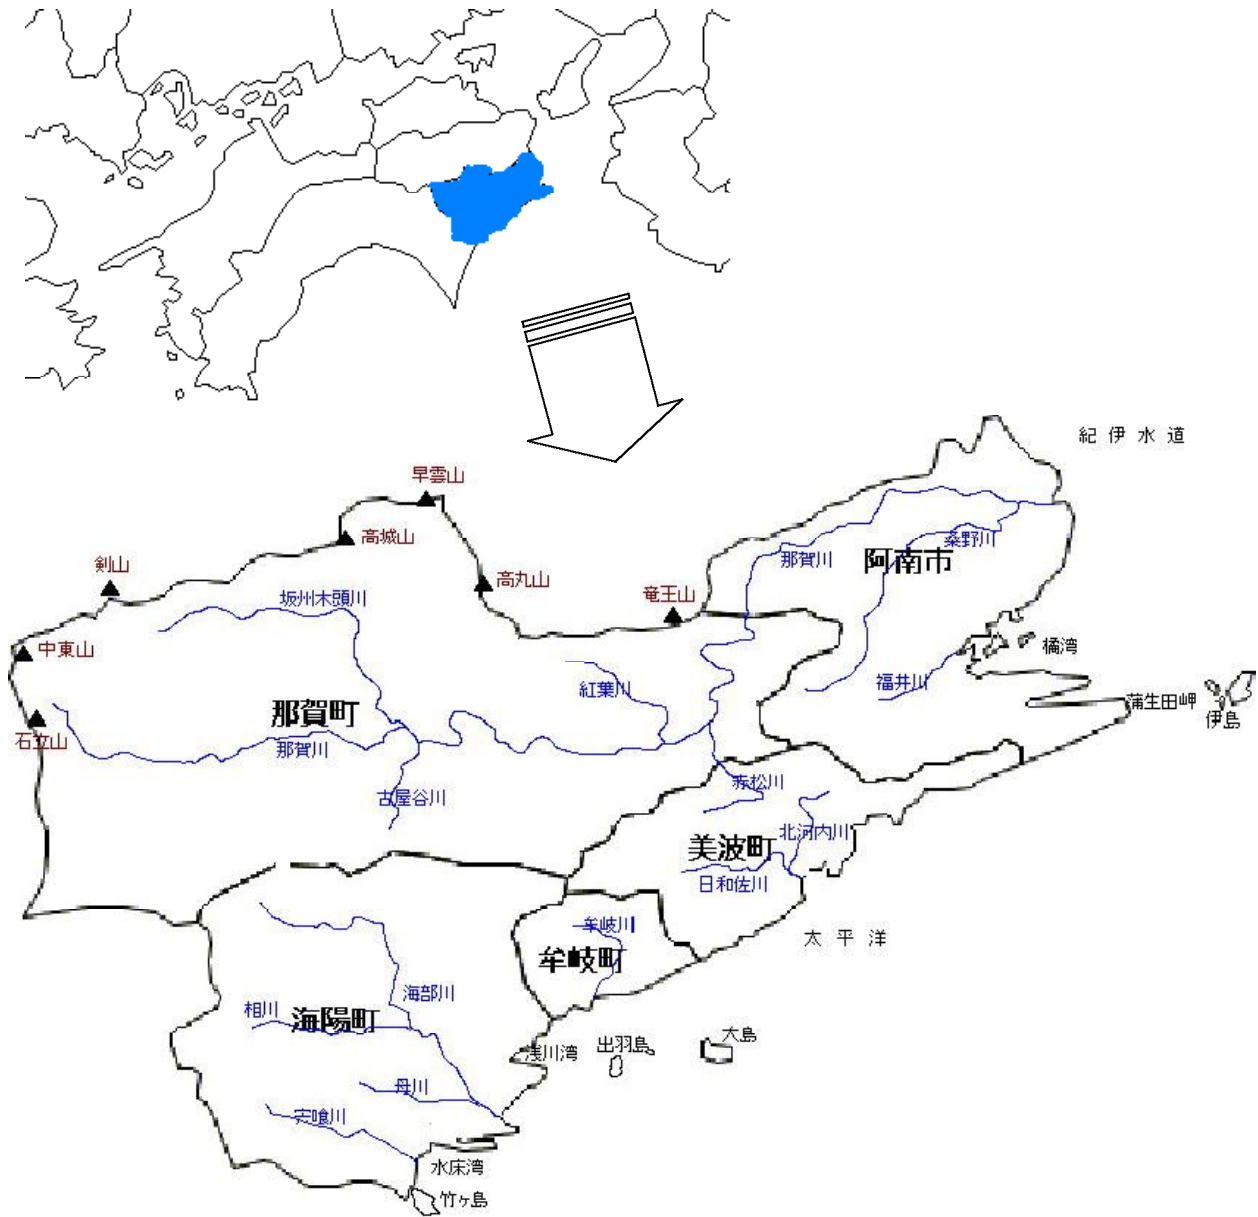 紀伊水道
早雲山
高城山
剣山
高丸山
竜王山
中東山
石立山
坂州木頭川
那賀川
桑野川
阿南市
紅葉川
福井川
橘湾
蒲生田岬
伊島
那賀町
那賀川
古屋谷川
赤松川
北河内川
美波町
日和佐川
太平洋
牟岐川
牟岐町
海部川
相川
海陽町
浅川湾
出羽島
大島
母川
宍喰川
水床湾
竹ヶ島